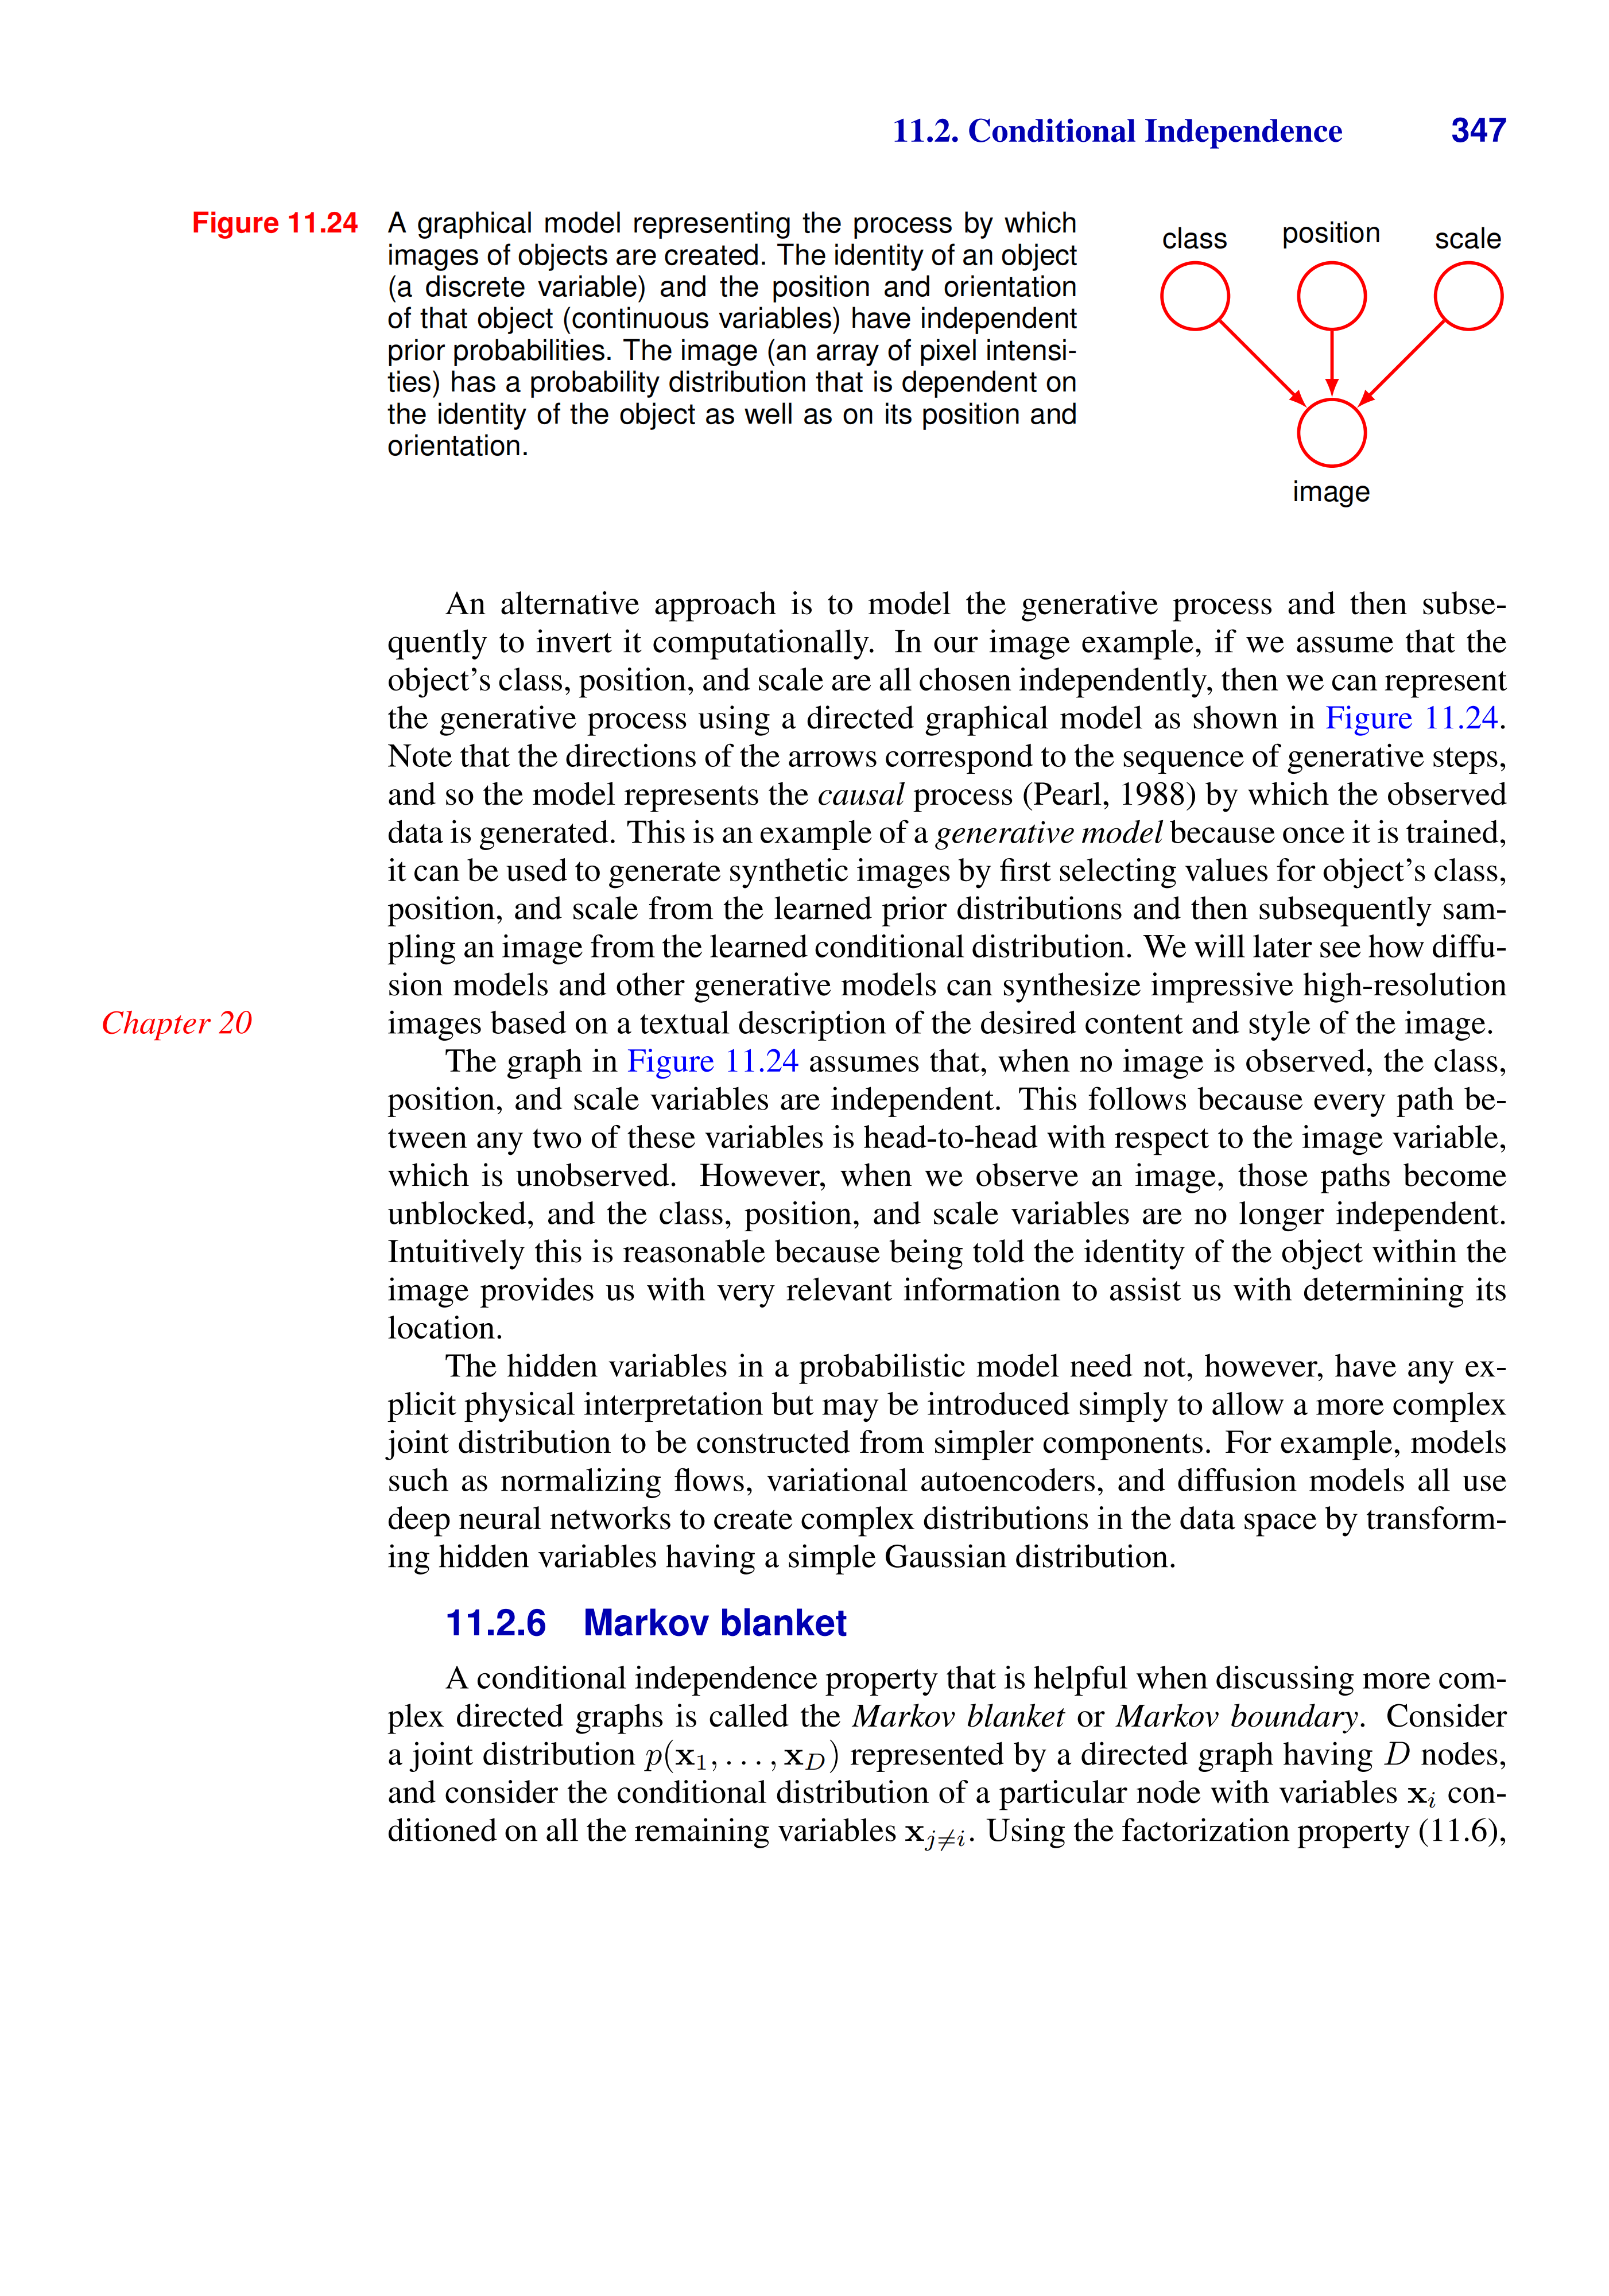 11.2. Conditional Independence 347
Figure 11.24 A graphical model representing the process by which
images of objects are created. The identity of an object
(a discrete variable) and the position and orientation
of that object (continuous variables) have independent
prior probabilities. The image (an array of pixel intensi-
ties) has a probability distribution that is dependent on
the identity of the object as well as on its position and
orientation.
class position scale
image
An alternative approach is to model the generative process and then subse-
quently to invert it computationally. In our image example, if we assume that the
object's class, position, and scale are all chosen independently, then we can represent
the generative process using a directed graphical model as shown in Figure 11.24.
Note that the directions of the arrows correspond to the sequence of generative steps,
and so the model represents the causal process (Pearl, 1988) by which the observed
data is generated. This is an example of a generative model because once it is trained,
it can be used to generate synthetic images by first selecting values for object's class,
position, and scale from the learned prior distributions and then subsequently sam-
pling an image from the learned conditional distribution. We will later see how diffu-
sion models and other generative models can synthesize impressive high-resolution
Chapter 20 images based on a textual description of the desired content and style of the image.
The graph in Figure 11.24 assumes that, when no image is observed, the class,
position, and scale variables are independent. This follows because every path be-
tween any two of these variables is head-to-head with respect to the image variable,
which is unobserved. However, when we observe an image, those paths become
unblocked, and the class, position, and scale variables are no longer independent.
Intuitively this is reasonable because being told the identity of the object within the
image provides us with very relevant information to assist us with determining its
location.
The hidden variables in a probabilistic model need not, however, have any ex-
plicit physical interpretation but may be introduced simply to allow a more complex
joint distribution to be constructed from simpler components. For example, models
such as normalizing flows, variational autoencoders, and diffusion models all use
deep neural networks to create complex distributions in the data space by transform-
ing hidden variables having a simple Gaussian distribution.
11.2.6 Markov blanket
A conditional independence property that is helpful when discussing more com-
plex directed graphs is called the Markov blanket or Markov boundary. Consider
a joint distribution p(x₁, . . . , x_D) represented by a directed graph having D nodes,
and consider the conditional distribution of a particular node with variables x_i con-
ditioned on all the remaining variables x_{j≠i}. Using the factorization property (11.6),